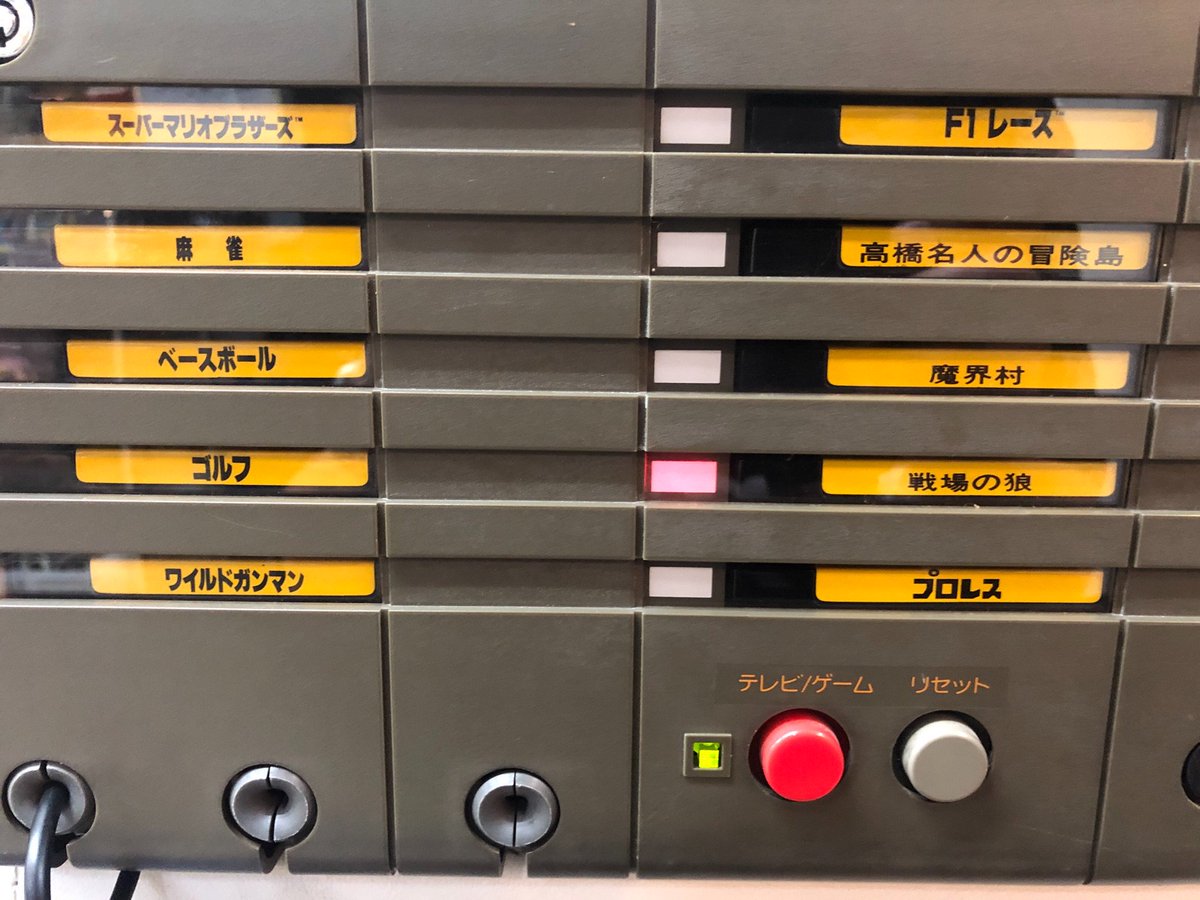 スーパーマリオブラザーズ™
麻雀
ベースボール
ゴルフ
ワイルドガンマン
F1レース™
高橋名人の冒険島
魔界村
戦場の狼
プロレス
テレビ/ゲーム
リセット